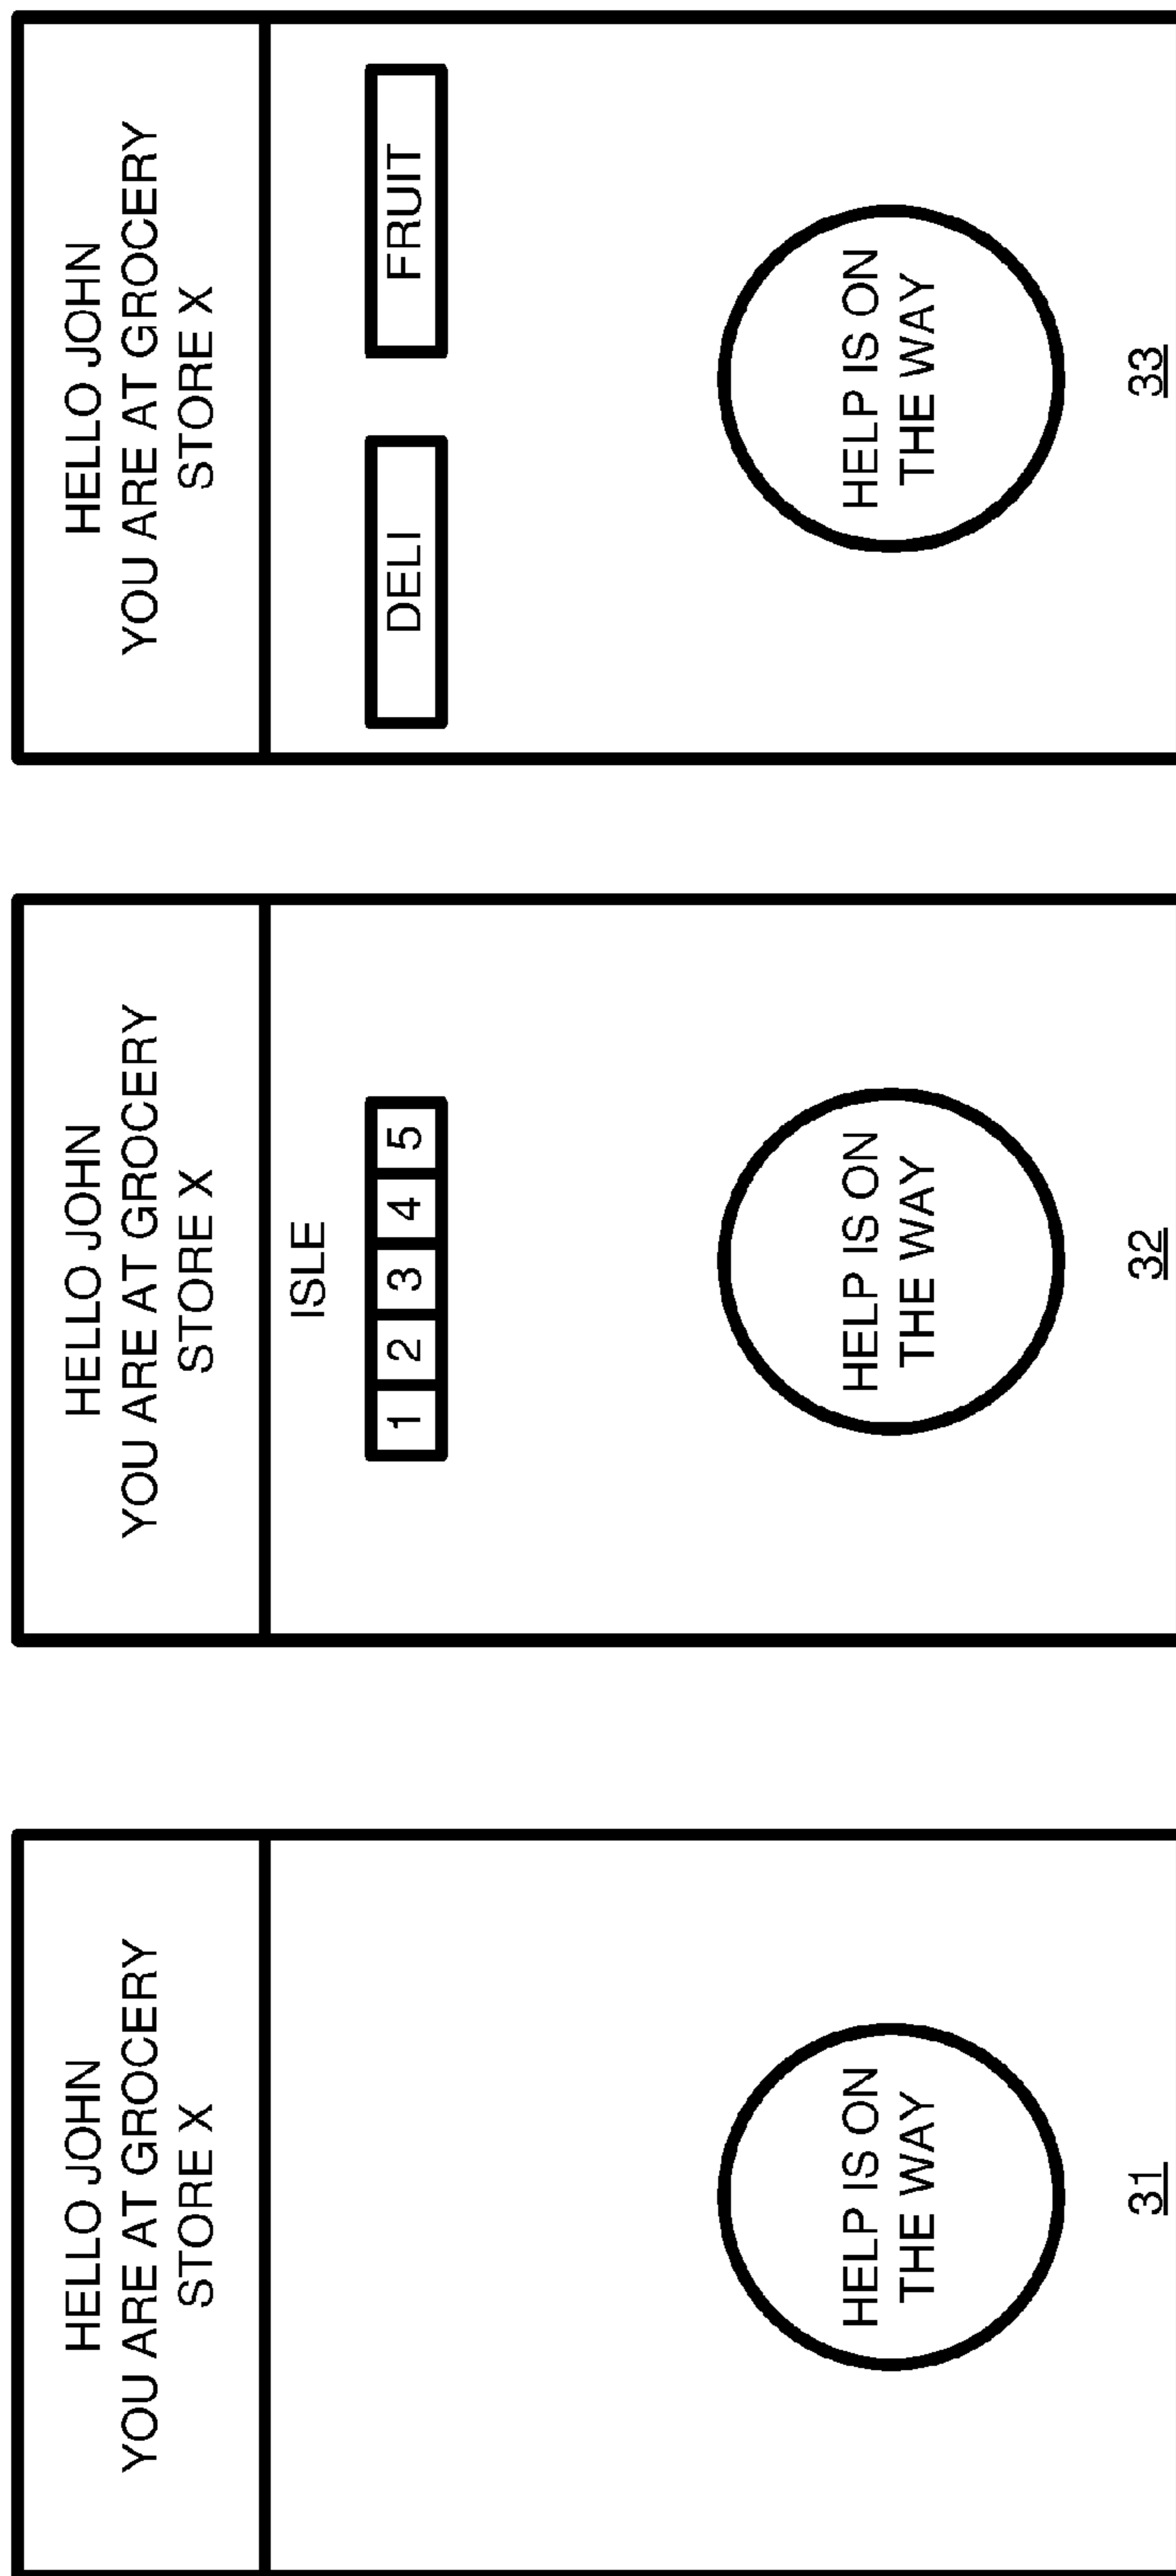 HELLO JOHN
YOU ARE AT GROCERY
STORE X
HELP IS ON
THE WAY
31
HELLO JOHN
YOU ARE AT GROCERY
STORE X
ISLE
1 2 3 4 5
HELP IS ON
THE WAY
32
HELLO JOHN
YOU ARE AT GROCERY
STORE X
DELI FRUIT
HELP IS ON
THE WAY
33